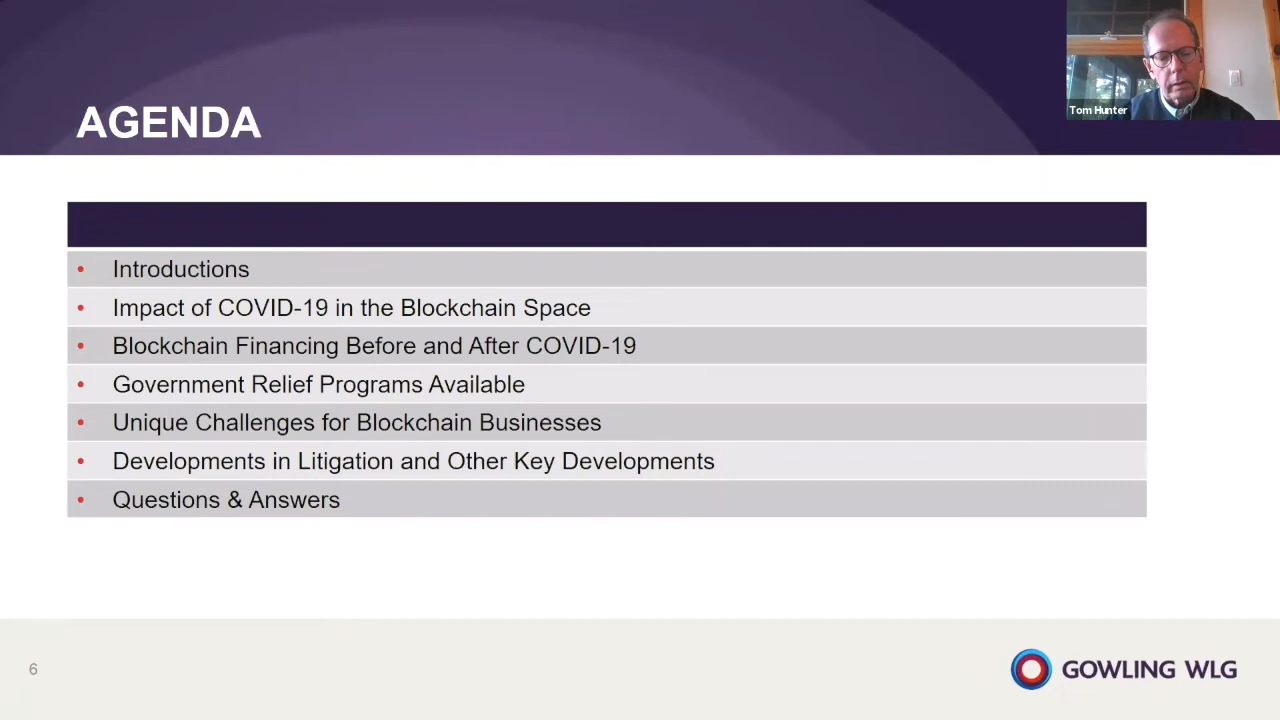 Tom Hunter
AGENDA
• Introductions
• Impact of COVID-19 in the Blockchain Space
• Blockchain Financing Before and After COVID-19
• Government Relief Programs Available
• Unique Challenges for Blockchain Businesses
• Developments in Litigation and Other Key Developments
• Questions & Answers
6
GOWLING WLG